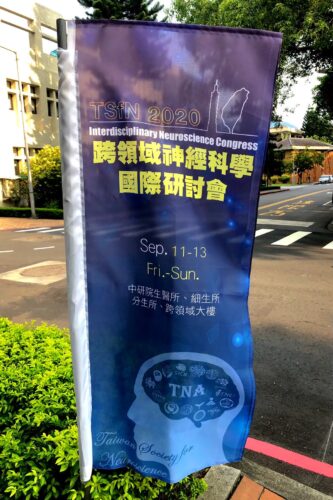 TSfN 2020
Interdisciplinary Neuroscience Congress
跨領域神經科學
國際研討會
Sep. 11-13
Fri.-Sun.
中研院生醫所、細生所
分生所、跨領域大樓
TNA
Taiwan Society for
Neuroscience